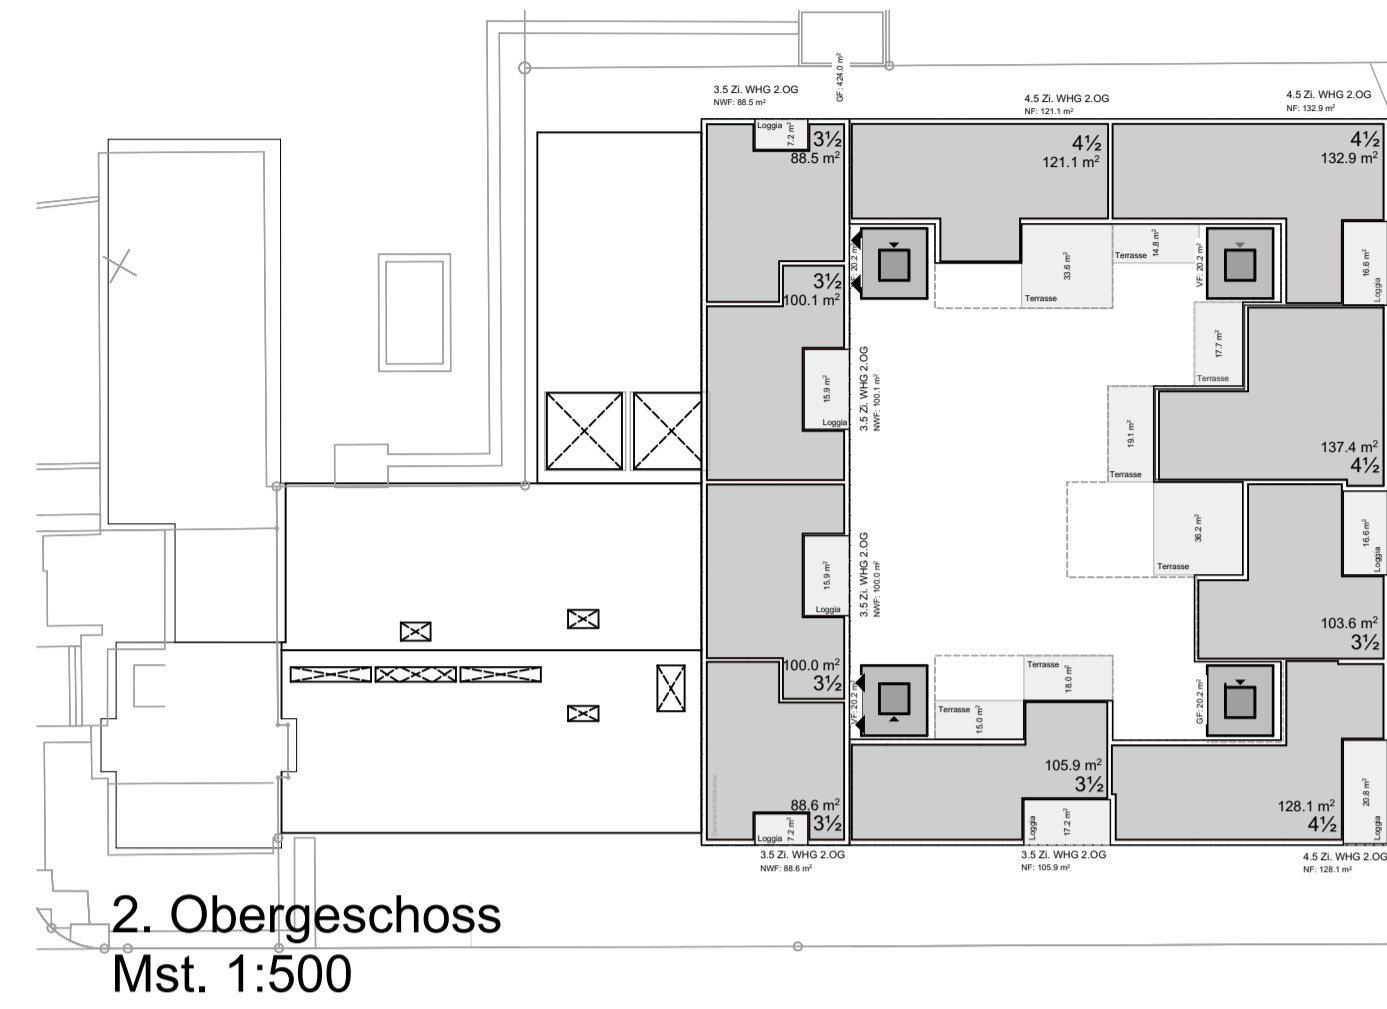 GF: 424.0 m²
3.5 Zi. WHG 2.OG
NWF: 88.5 m²
4.5 Zi. WHG 2.OG
NF: 121.1 m²
4.5 Zi. WHG 2.OG
NF: 132.9 m²
Loggia
7.2 m²
3½
88.5 m²
4½
121.1 m²
4½
132.9 m²
F: 20.2 m²
33.6 m²
Terrasse
14.8 m²
Terrasse
VF: 20.2 m²
16.6 m²
Loggia
3½
100.1 m²
15.9 m²
Loggia
3.5 Zi. WHG 2.OG
NWF: 100.1 m²
17.7 m²
Terrasse
19.1 m²
Terrasse
137.4 m²
4½
15.9 m²
Loggia
3.5 Zi. WHG 2.OG
NWF: 100.0 m²
36.2 m²
Terrasse
16.6 m²
Loggia
103.6 m²
3½
100.0 m²
3½
VF: 20.2 m²
Terrasse
18.0 m²
Terrasse
15.0 m²
GF: 20.2 m²
88.6 m²
3½
Loggia
7.2 m²
105.9 m²
3½
Loggia
17.2 m²
128.1 m²
4½
20.8 m²
Loggia
3.5 Zi. WHG 2.OG
NWF: 88.6 m²
3.5 Zi. WHG 2.OG
NF: 105.9 m²
4.5 Zi. WHG 2.OG
NF: 128.1 m²
2. Obergeschoss
Mst. 1:500